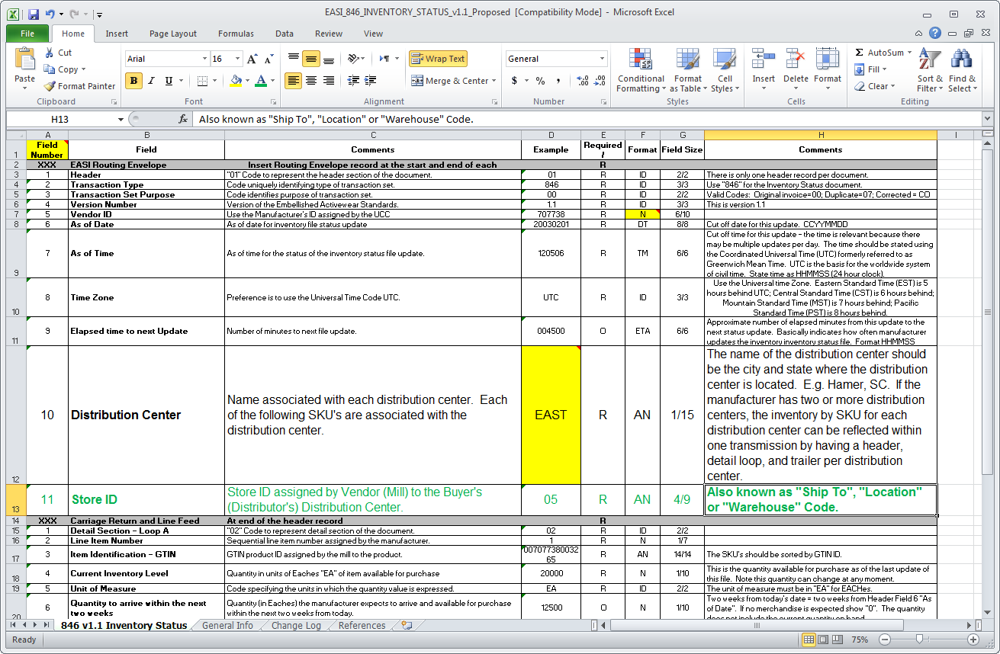 EASI_846_INVENTORY_STATUS_v1.1_Proposed [Compatibility Mode] - Microsoft Excel
File Home Insert Page Layout Formulas Data Review View
Paste
Cut
Copy
Format Painter
Clipboard
Arial 16
B I U
Font
Wrap Text
Merge & Center
Alignment
General
$ % ,
Number
Conditional Formatting
Format as Table
Cell Styles
Styles
Insert Delete Format
Cells
AutoSum
Fill
Clear
Sort & Filter
Find & Select
Editing
H13 fx Also known as "Ship To", "Location" or "Warehouse" Code.
A B C D E F G H I
1 Field Number Field Comments Example Required / Format Field Size Comments
2 XXX EASI Routing Envelope Insert Routing Envelope record at the start and end of each R
3 1 Header "01" Code to represent the header section of the document. 01 R ID 2/2 There is only one header record per document.
4 2 Transaction Type Code uniquely identifying type of transaction set. 846 R ID 3/3 Use "846" for the Inventory Status document.
5 3 Transaction Set Purpose Code identifies purpose of transaction set. 00 R ID 2/2 Valid Codes: Original invoice=00; Duplicate=07; Corrected = CO
6 4 Version Number Version of the Embellished Activewear Standards. 1.1 R ID 3/3 This is version 1.1
7 5 Vendor ID Use the Manufacturer's ID assigned by the UCC 707738 R N 6/10
8 6 As of Date As of date for inventory file status update 20030201 R DT 8/8 Cut off date for this update. CCYYMMDD
9 7 As of Time As of time for the status of the inventory status file update. 120506 R TM 6/6
Cut off time for this update - the time is relevant because there
may be multiple updates per day. The time should be stated using
the Coordinated Universal Time (UTC) formerly referred to as
Greenwich Mean Time. UTC is the basis for the worldwide system
of civil time. State time as HHMMSS (24 hour clock).
10 8 Time Zone Preference is to use the Universal Time Code UTC. UTC R ID 3/3
Use the Universal time Zone. Eastern Standard Time (EST) is 5
hours behind UTC; Central Standard Time (CST) is 6 hours behind;
Mountain Standard Time (MST) is 7 hours behind; Pacific
Standard Time (PST) is 8 hours behind.
11 9 Elapsed time to next Update Number of minutes to next file update. 004500 O ETA 6/6
Approximate number of elapsed minutes from this update to the
next status update. Basically indicates how often manufacturer
updates the inventory inventory status file. Format HHMMSS
12 10 Distribution Center
Name associated with each distribution center. Each
of the following SKU's are associated with the
distribution center.
EAST R AN 1/15
The name of the distribution center should
be the city and state where the distribution
center is located. E.g. Hamer, SC. If the
manufacturer has two or more distribution
centers, the inventory by SKU for each
distribution center can be reflected within
one transmission by having a header,
detail loop, and trailer per distribution
center.
13 11 Store ID
Store ID assigned by Vendor (Mill) to the Buyer's
(Distributor's) Distribution Center.
05 R AN 4/9
Also known as "Ship To", "Location"
or "Warehouse" Code.
14 XXX Carriage Return and Line Feed At end of the header record R
15 1 Detail Section - Loop A "02" Code to represent detail section of the document. 02 R ID 2/2
16 2 Line Item Number Sequential line item number assigned by the manufacturer. 1 R N 1/7
17 3 Item Identification - GTIN GTIN product ID assigned by the mill to the product. 007077380032
65 R AN 14/14 The SKU's should be sorted by GTIN ID.
18 4 Current Inventory Level Quantity in units of Eaches "EA" of item available for purchase 20000 R N 1/10
This is the quantity available for purchase as of the last update of
this file. Note this quantity can change at any moment.
19 5 Unit of Measure Code specifying the units in which the quantity value is expressed. EA R ID 2/2 The unit of measure must be in "EA" for EACHes.
20 6 Quantity to arrive within the next
two weeks
Quantity (in Eaches) the manufacturer expects to arrive and available for purchase
within the next two weeks from today.
12500 O N 1/10
Two weeks from today's date = two weeks from Header Field 6 "As
of Date". If no merchandise is expected show "0". The quantity
does not include the current quantity on hand.
846 v1.1 Inventory Status General Info Change Log References
Ready 75%